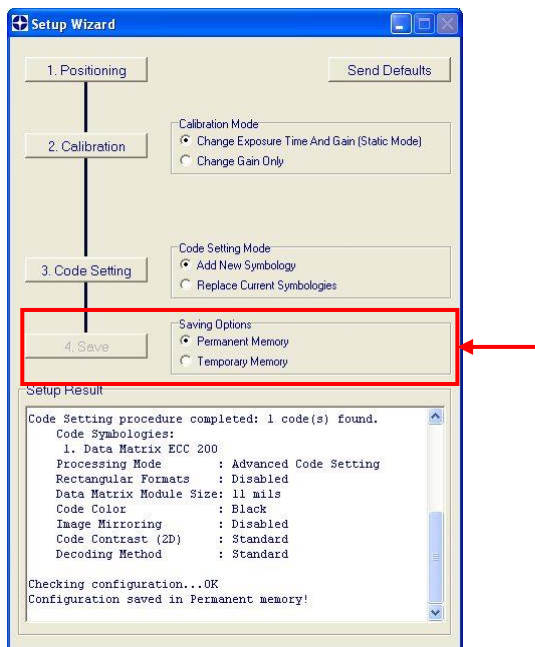 Setup Wizard
1. Positioning
Send Defaults
Calibration Mode
2. Calibration
Change Exposure Time And Gain (Static Mode)
Change Gain Only
Code Setting Mode
3. Code Setting
Add New Symbology
Replace Current Symbologies
Saving Options
4. Save
Permanent Memory
Temporary Memory
Setup Result
Code Setting procedure completed: 1 code(s) found.
Code Symbologies:
1. Data Matrix ECC 200
Processing Mode : Advanced Code Setting
Rectangular Formats : Disabled
Data Matrix Module Size: 11 mils
Code Color : Black
Image Mirroring : Disabled
Code Contrast (2D) : Standard
Decoding Method : Standard
Checking configuration...OK
Configuration saved in Permanent memory!